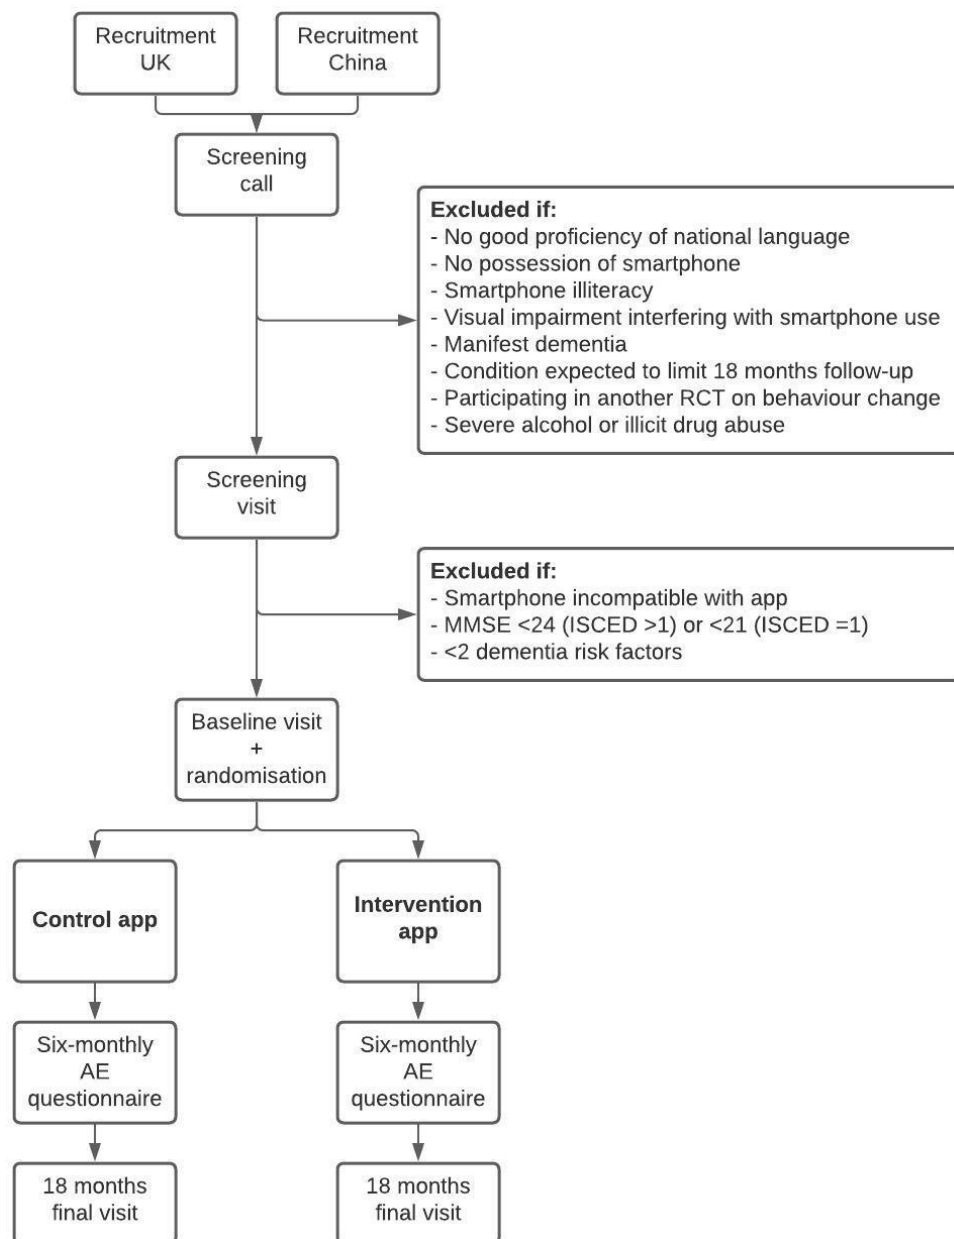 Recruitment
UK
Recruitment
China
Screening
call
Excluded if:
- No good proficiency of national language
- No possession of smartphone
- Smartphone illiteracy
- Visual impairment interfering with smartphone use
- Manifest dementia
- Condition expected to limit 18 months follow-up
- Participating in another RCT on behaviour change
- Severe alcohol or illicit drug abuse
Screening
visit
Excluded if:
- Smartphone incompatible with app
- MMSE <24 (ISCED >1) or <21 (ISCED =1)
- <2 dementia risk factors
Baseline visit
+
randomisation
Control app
Intervention
app
Six-monthly
AE
questionnaire
Six-monthly
AE
questionnaire
18 months
final visit
18 months
final visit